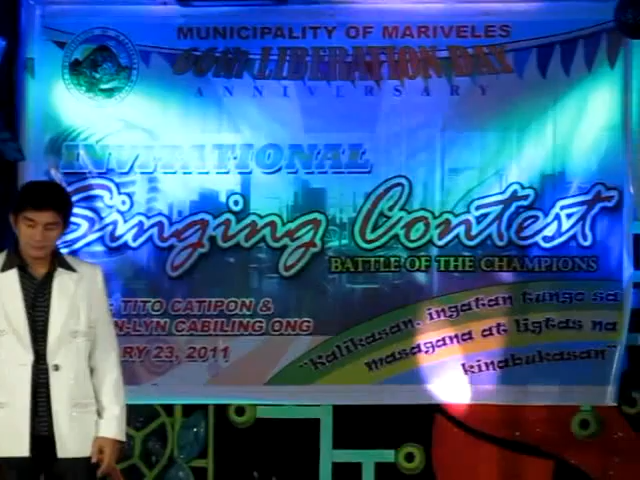 MUNICIPALITY OF MARIVELES
66th LIBERATION DAY
ANNIVERSARY
INVITATIONAL
Singing Contest
BATTLE OF THE CHAMPIONS
: TITO CATIPON &
N-LYN CABILING ONG
RY 23, 2011
"Kalikasan, ingatan tungo sa
masagana at ligtas na
kinabukasan"